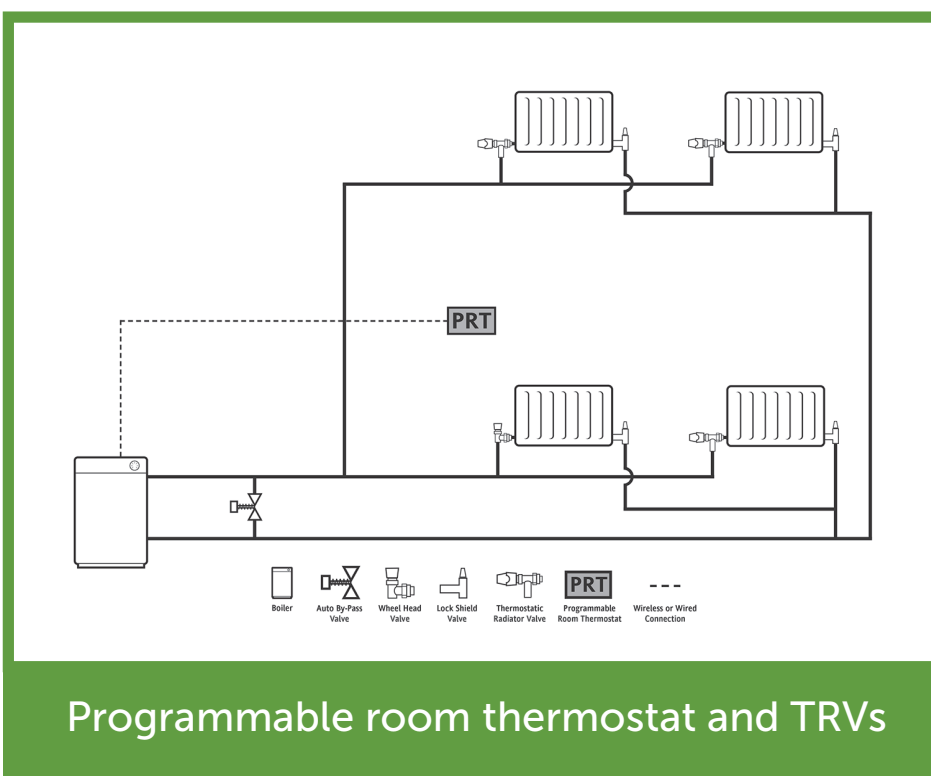 PRT
Boiler
Auto By-Pass
Valve
Wheel Head
Valve
Lock Shield
Valve
Thermostatic
Radiator Valve
PRT
Programmable
Room Thermostat
Wireless or Wired
Connection
Programmable room thermostat and TRVs